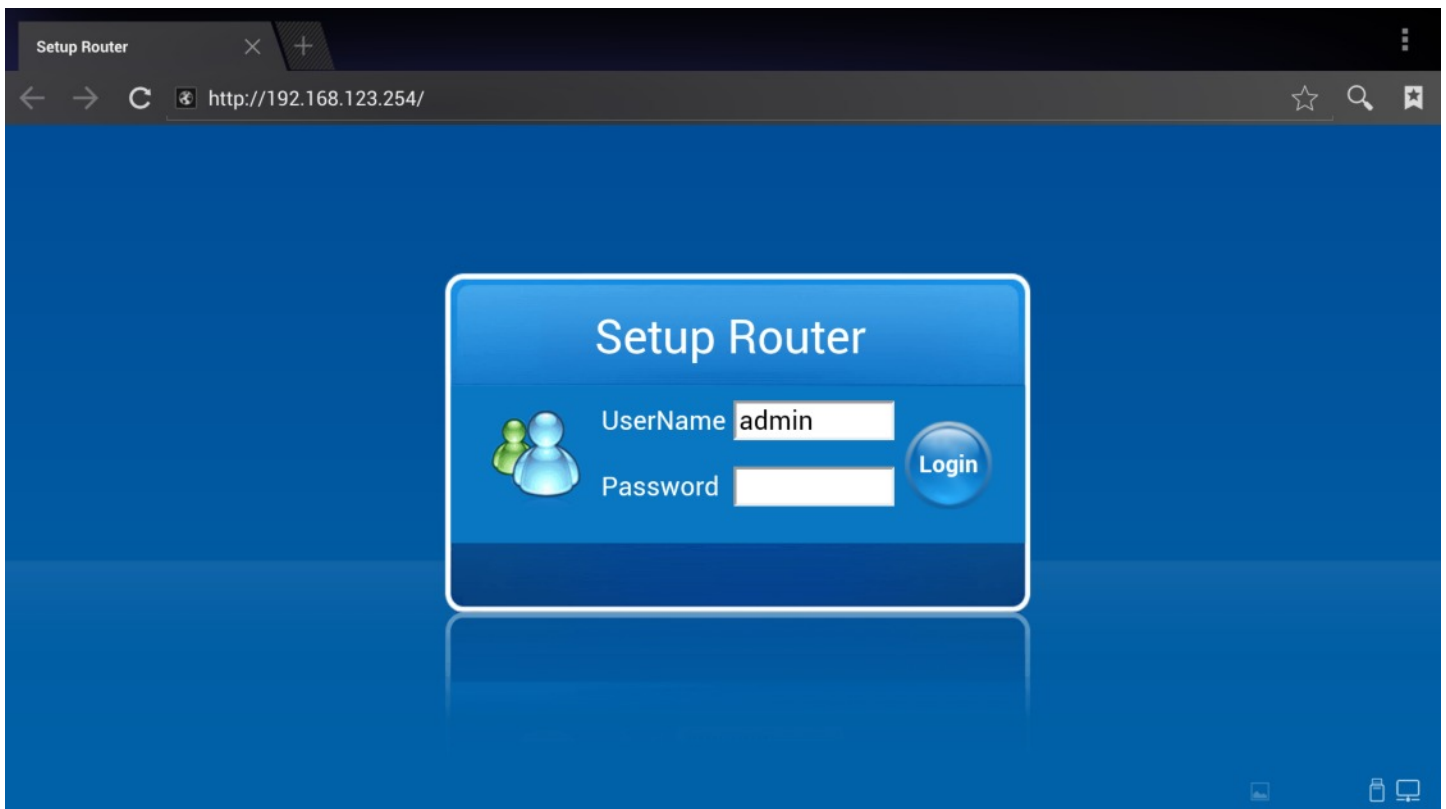 Setup Router
http://192.168.123.254/
Setup Router
UserName admin
Password
Login